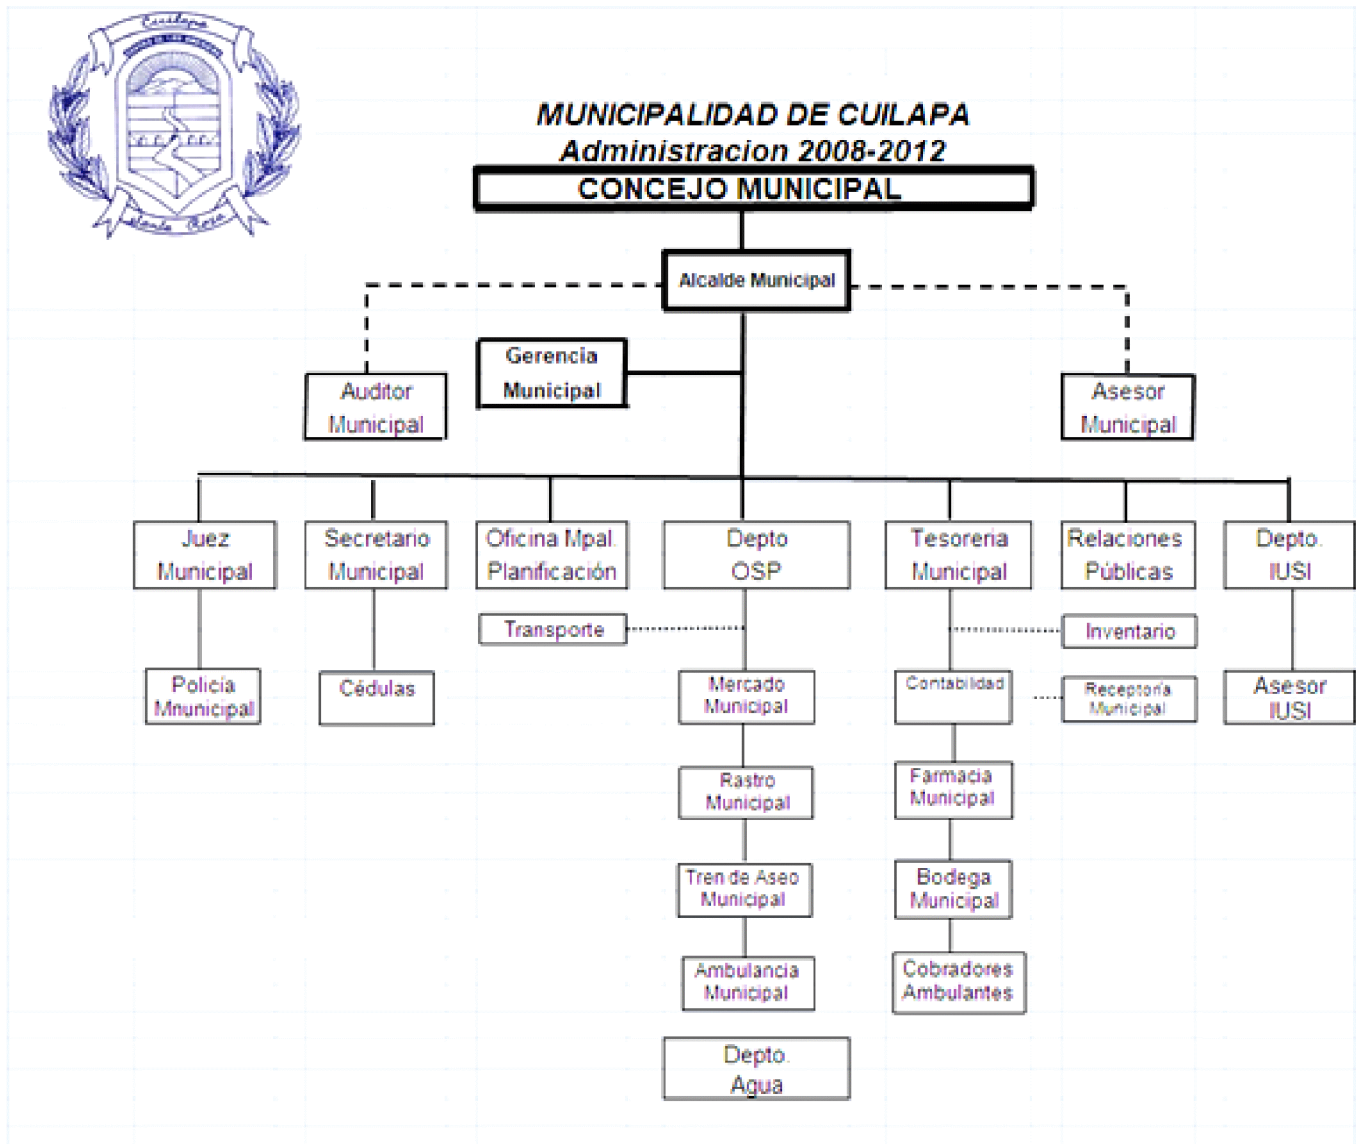 Cuilapa
MUNICIPALIDAD DE CUILAPA
Administracion 2008-2012
CONCEJO MUNICIPAL
Alcalde Municipal
Gerencia
Municipal
Auditor
Municipal
Asesor
Municipal
Juez
Municipal
Secretario
Municipal
Oficina Mpal.
Planificación
Depto
OSP
Tesoreria
Municipal
Relaciones
Públicas
Depto.
IUSI
Transporte
Inventario
Policía
Mnunicipal
Cédulas
Mercado
Municipal
Contabilidad
Receptoría
Municipal
Asesor
IUSI
Rastro
Municipal
Farmacia
Municipal
Tren de Aseo
Municipal
Bodega
Municipal
Ambulancia
Municipal
Cobradores
Ambulantes
Depto.
Agua
Santa Rosa